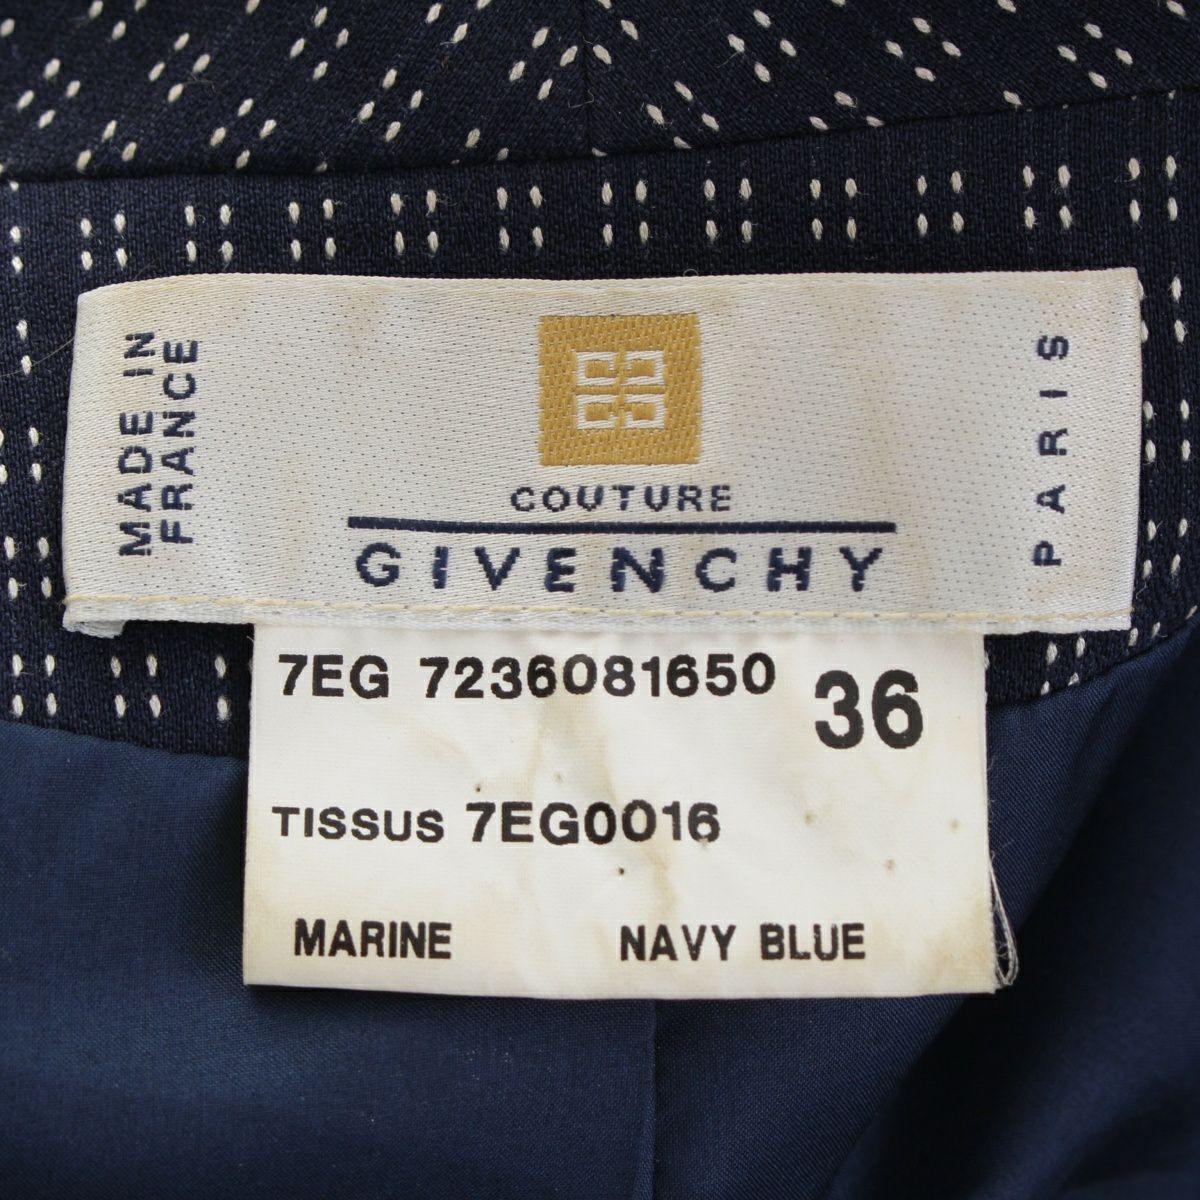 MADE IN
FRANCE
COUTURE
GIVENCHY
PARIS
7EG 7236081650 36
TISSUS 7EG0016
MARINE NAVY BLUE